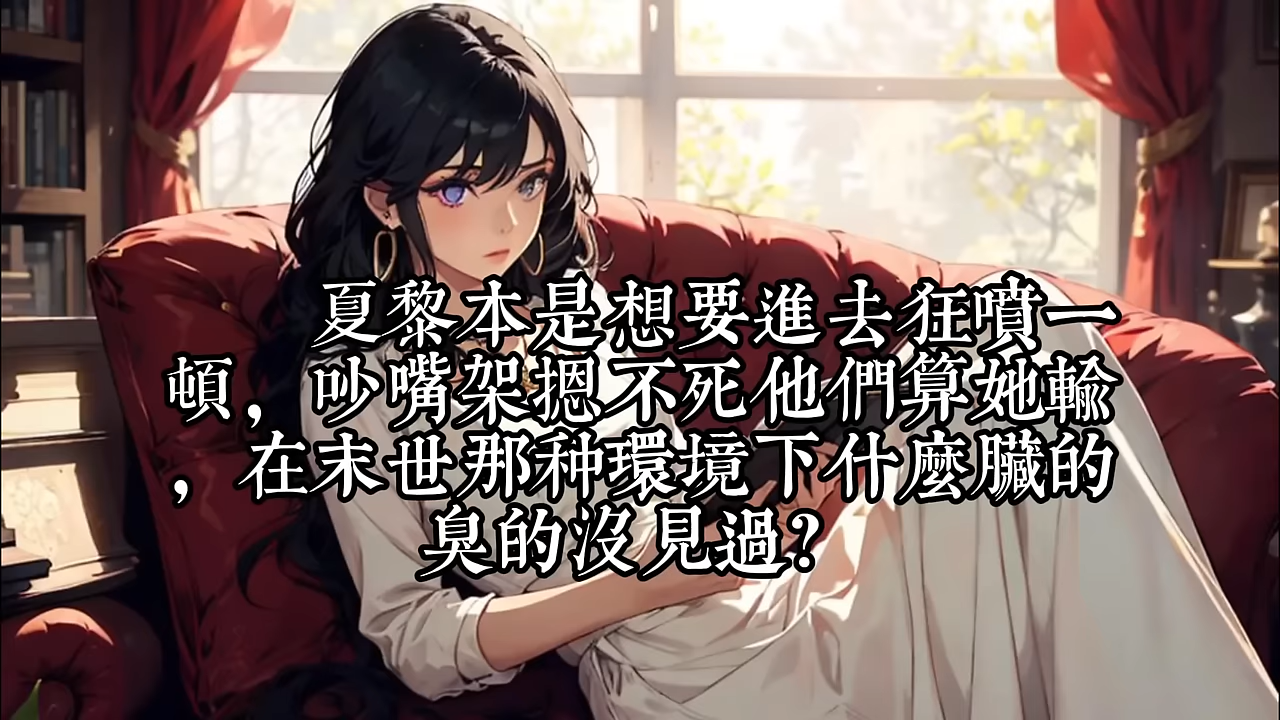 夏黎本是想要進去狂噴一
頓，吵嘴架摁不死他們算她輸
，在末世那种環境下什麼臟的
臭的沒見過？